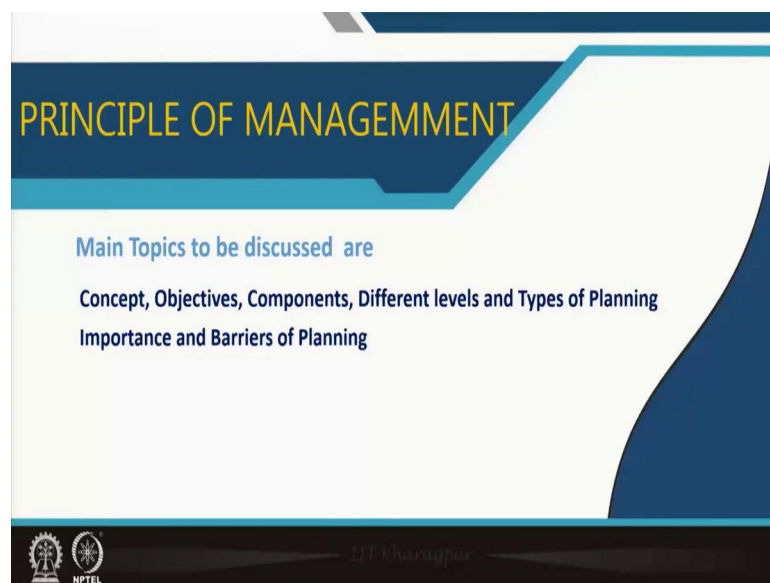 PRINCIPLE OF MANAGEMMENT
Main Topics to be discussed are
Concept, Objectives, Components, Different levels and Types of Planning
Importance and Barriers of Planning
IIT Kharagpur
NPTEL